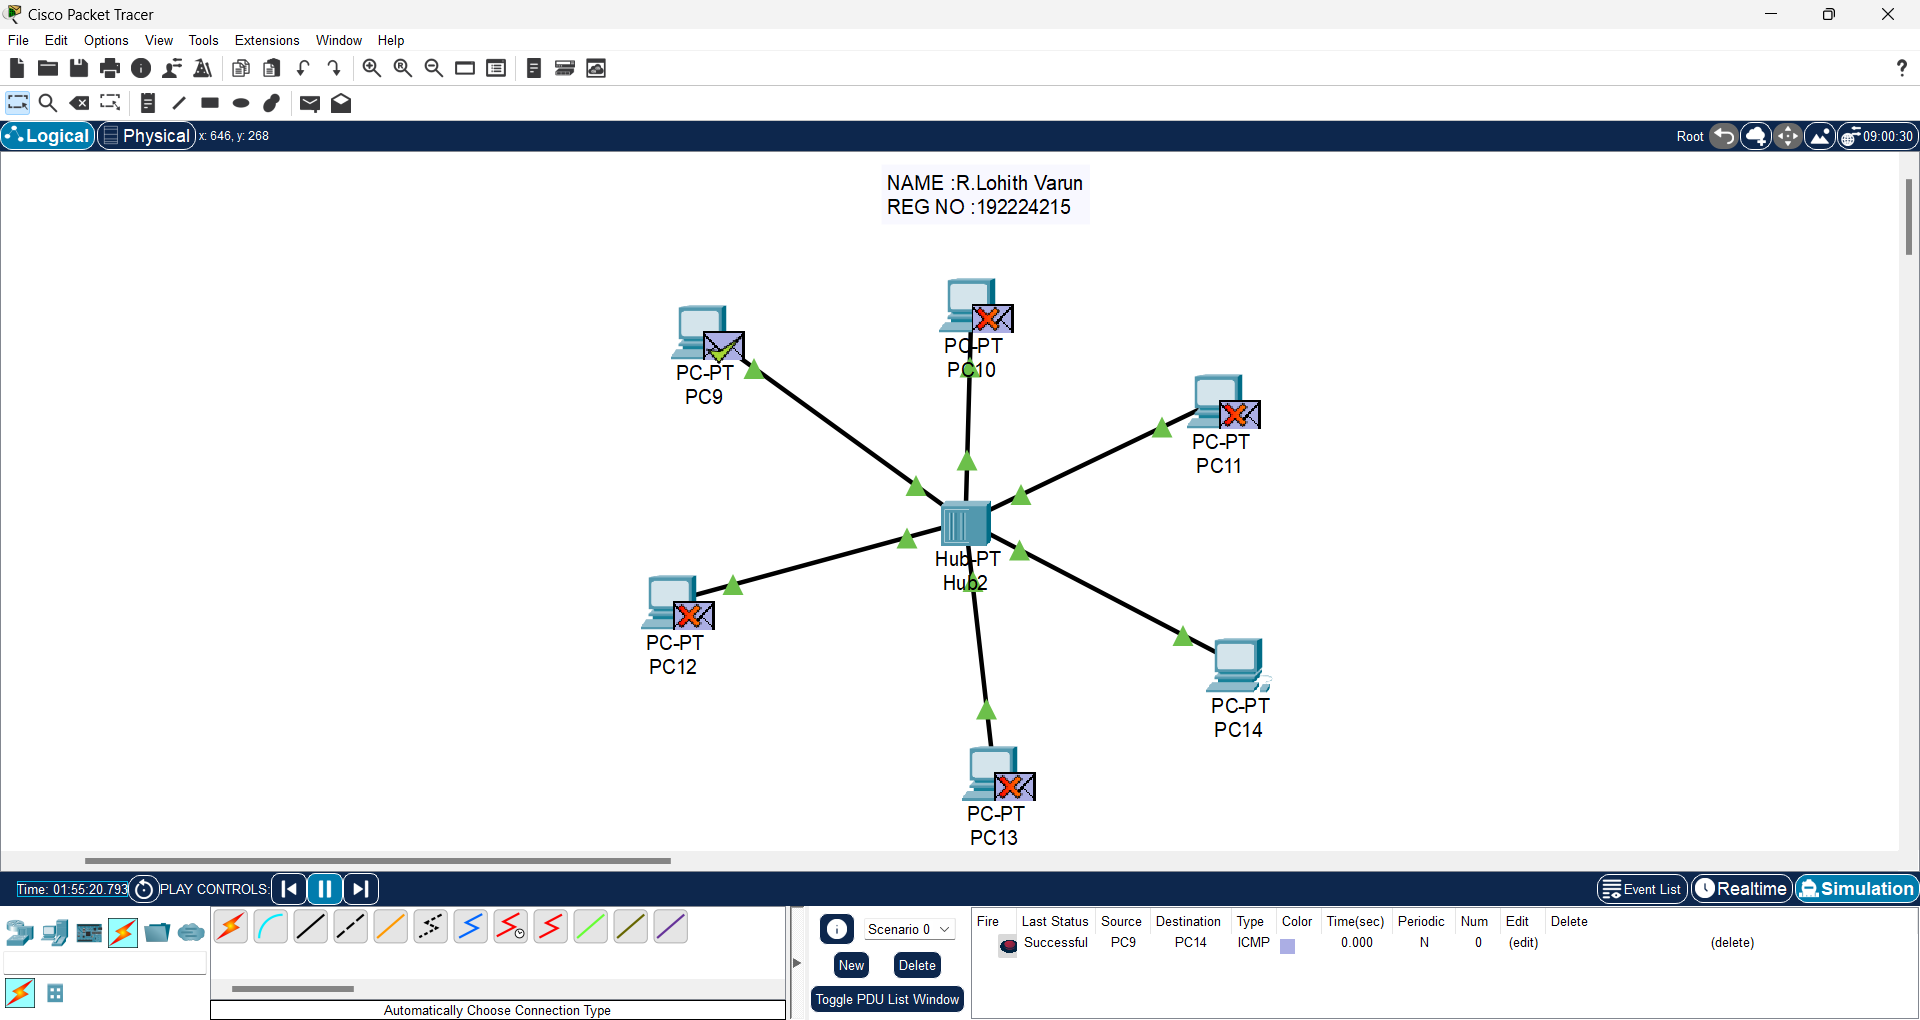 Cisco Packet Tracer
File Edit Options View Tools Extensions Window Help
?
Logical Physical x: 646, y: 268 Root 09:00:30
NAME :R.Lohith Varun
REG NO :192224215
PC-PT
PC10
PC-PT
PC9
PC-PT
PC11
Hub-PT
Hub2
PC-PT
PC12
PC-PT
PC14
PC-PT
PC13
Time: 01:55:20.793 PLAY CONTROLS: Event List Realtime Simulation
Scenario 0
New Delete
Toggle PDU List Window
Fire Last Status Source Destination Type Color Time(sec) Periodic Num Edit Delete
Successful PC9 PC14 ICMP 0.000 N 0 (edit) (delete)
Automatically Choose Connection Type